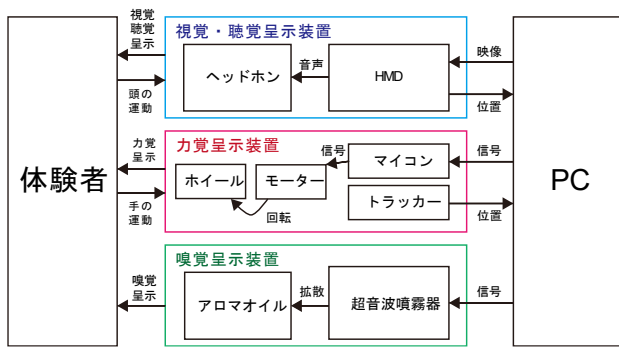 体験者
視覚
聴覚
呈示
頭の
運動
視覚・聴覚呈示装置
ヘッドホン
音声
HMD
映像
位置
力覚
呈示
手の
運動
力覚呈示装置
ホイール
モーター
回転
信号
マイコン
トラッカー
信号
位置
嗅覚
呈示
嗅覚呈示装置
アロマオイル
拡散
超音波噴霧器
信号
PC